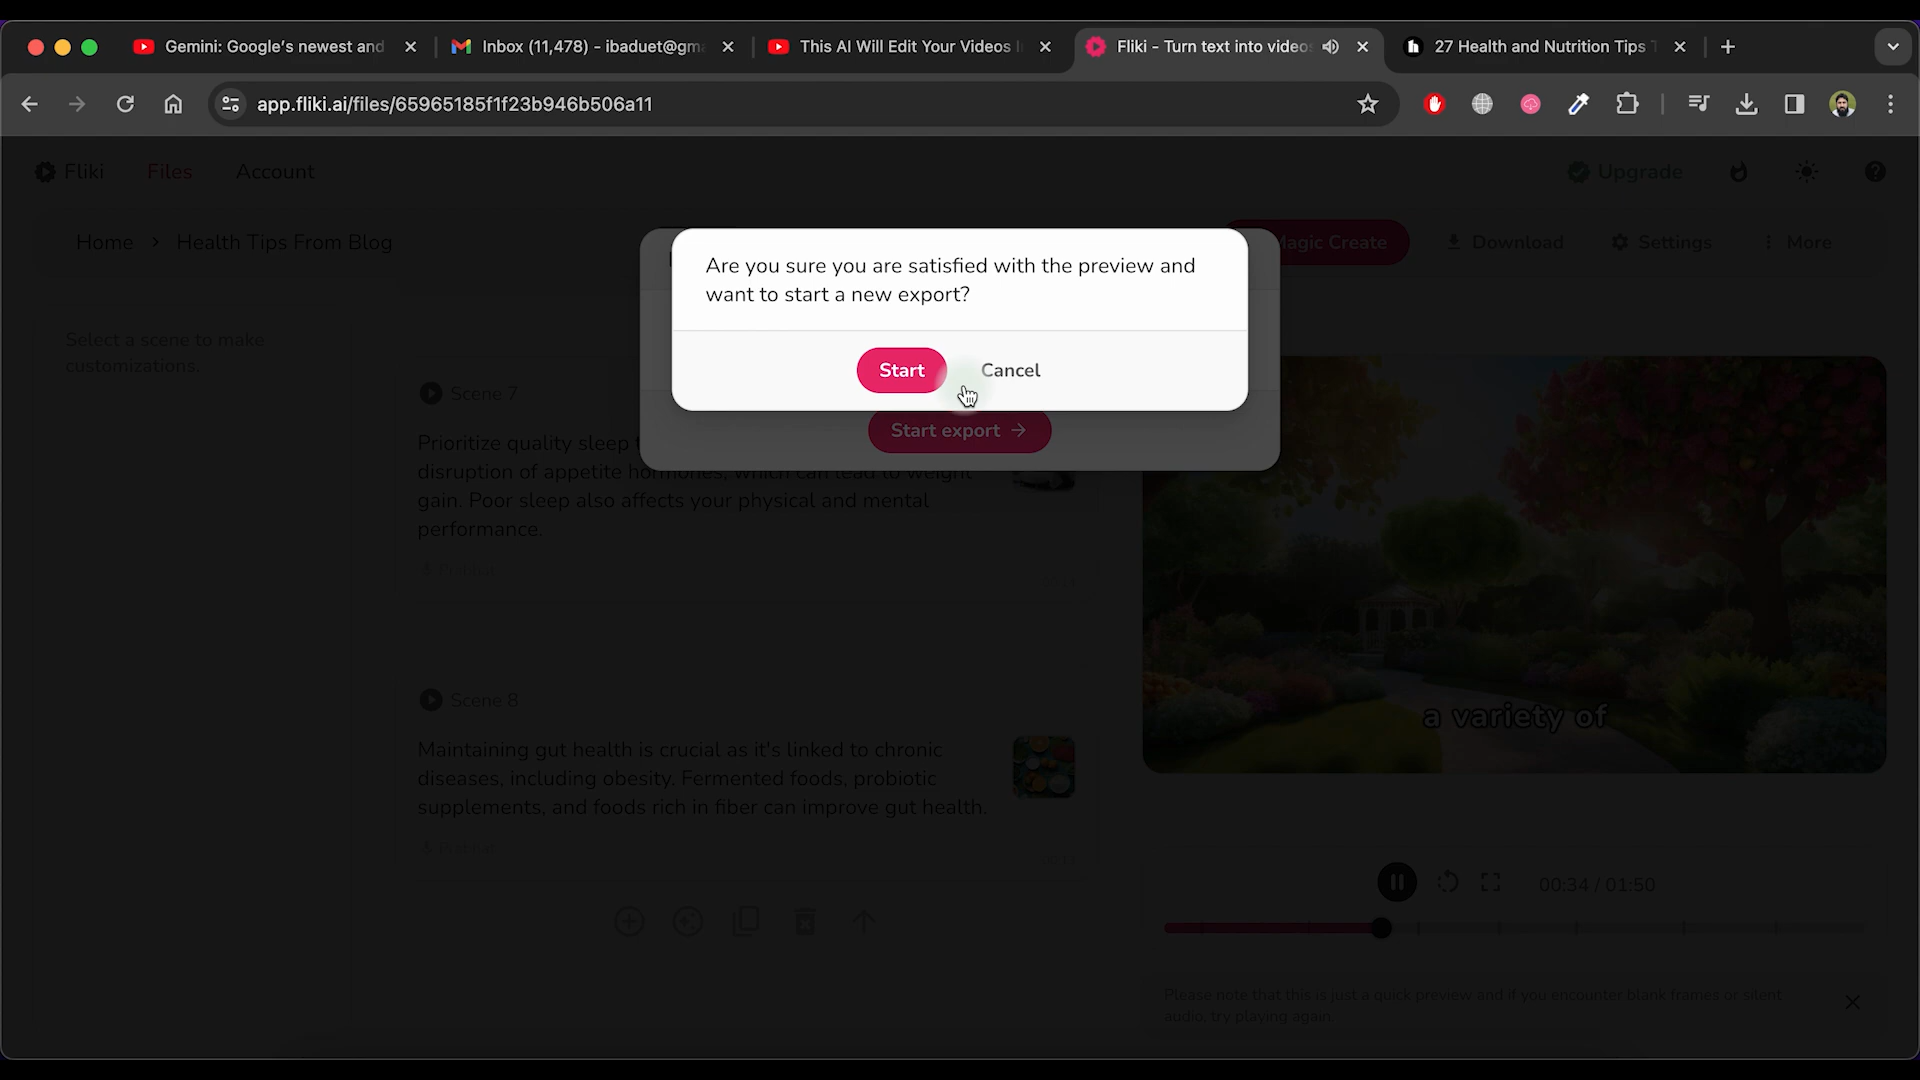 Gemini: Google's newest and
Inbox (11,478) - ibaduet@gm
This AI Will Edit Your Videos
Fliki - Turn text into video
27 Health and Nutrition Tips
app.fliki.ai/files/65965185f1f23b946b506a11
Fliki
Files
Account
Upgrade
Home > Health Tips From Blog
Magic Create
Download
Settings
More
Are you sure you are satisfied with the preview and
want to start a new export?
Start
Cancel
Start export →
Select a scene to make
customizations.
Scene 7
Prioritize quality sleep
disruption of appetite hormones, which can lead to weight
gain. Poor sleep also affects your physical and mental
performance.
Scene 8
Maintaining gut health is crucial as it's linked to chronic
diseases, including obesity. Fermented foods, probiotic
supplements, and foods rich in fiber can improve gut health.
a variety of
00:34 / 01:50
Please note that this is just a quick preview and if you encounter blank frames or silent
audio, try playing again.